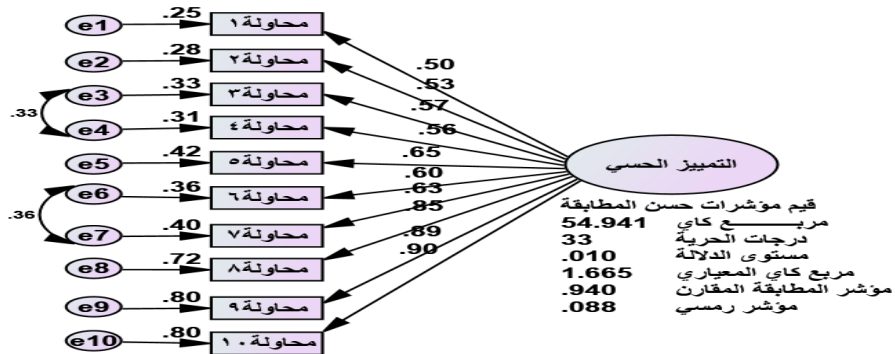 e1 .25 محاولة١
e2 .28 محاولة٢
e3 .33 محاولة٣
e4 .31 محاولة٤
e5 .42 محاولة٥
e6 .36 محاولة٦
e7 .40 محاولة٧
e8 .72 محاولة٨
e9 .80 محاولة٩
e10 .80 محاولة١٠
.33
.36
.50
.53
.57
.56
.65
.60
.63
.85
.89
.90
التمييز الحسي
قيم مؤشرات حسن المطابقة
مربـــــع كاي 54.941
درجات الحرية 33
مستوى الدلالة .010
مربع كاي المعياري 1.665
مؤشر المطابقة المقارن .940
مؤشر رمسي .088